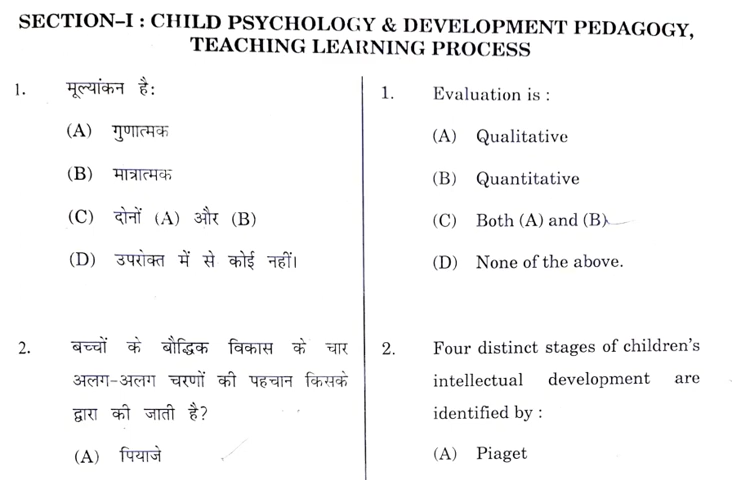 SECTION–I : CHILD PSYCHOLOGY & DEVELOPMENT PEDAGOGY,
TEACHING LEARNING PROCESS
1. मूल्यांकन है:
(A) गुणात्मक
(B) मात्रात्मक
(C) दोनों (A) और (B)
(D) उपरोक्त में से कोई नहीं।
2. बच्चों के बौद्धिक विकास के चार
अलग-अलग चरणों की पहचान किसके
द्वारा की जाती है?
(A) पियाजे
1. Evaluation is :
(A) Qualitative
(B) Quantitative
(C) Both (A) and (B)
(D) None of the above.
2. Four distinct stages of children's
intellectual development are
identified by :
(A) Piaget